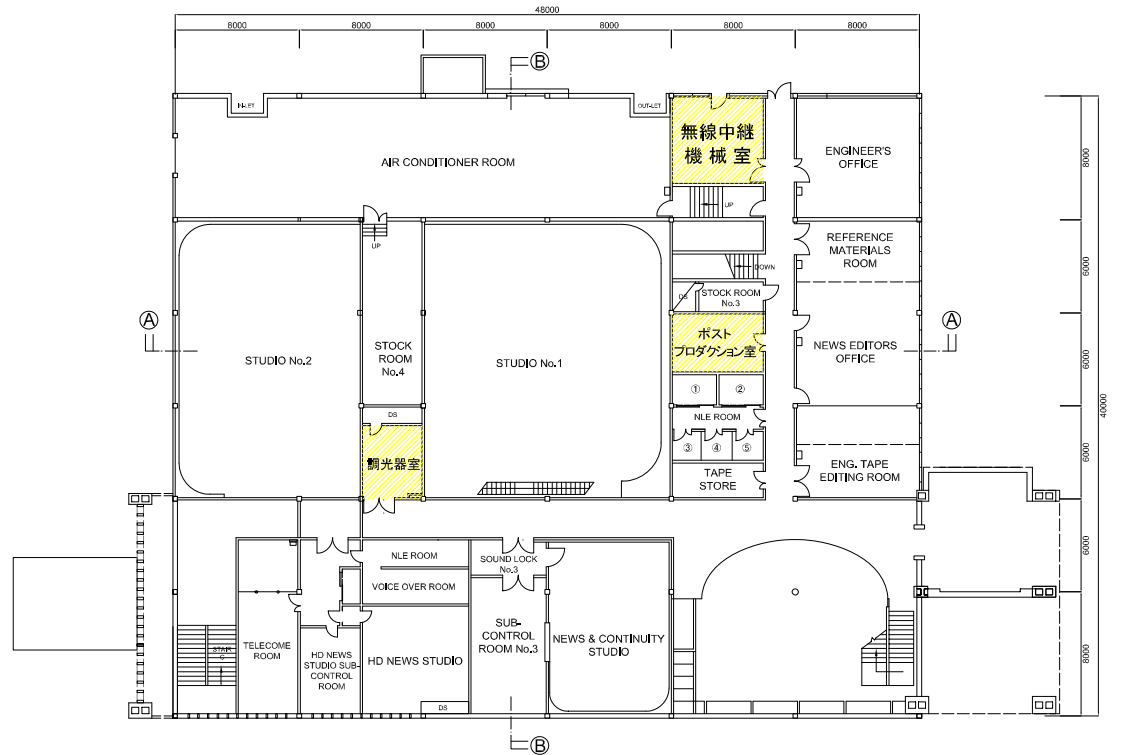 48000
8000
8000
8000
8000
8000
8000
B
IN-LET
OUT-LET
無線中継
機械室
AIR CONDITIONER ROOM
ENGINEER'S
OFFICE
8000
UP
UP
REFERENCE
MATERIALS
ROOM
DOWN
6000
DS
STOCK ROOM
No.3
A
A
ポスト
プロダクション室
STUDIO No.2
STOCK
ROOM
No.4
STUDIO No.1
NEWS EDITORS
OFFICE
6000
40000
①
②
DS
NLE ROOM
③
④
⑤
調光器室
TAPE
STORE
ENG. TAPE
EDITING ROOM
6000
NLE ROOM
SOUND LOCK
No.3
6000
VOICE OVER ROOM
TELECOME
ROOM
STAIR
C
HD NEWS
STUDIO SUB-
CONTROL
ROOM
HD NEWS STUDIO
SUB-
CONTROL
ROOM No.3
NEWS & CONTINUITY
STUDIO
8000
DS
B